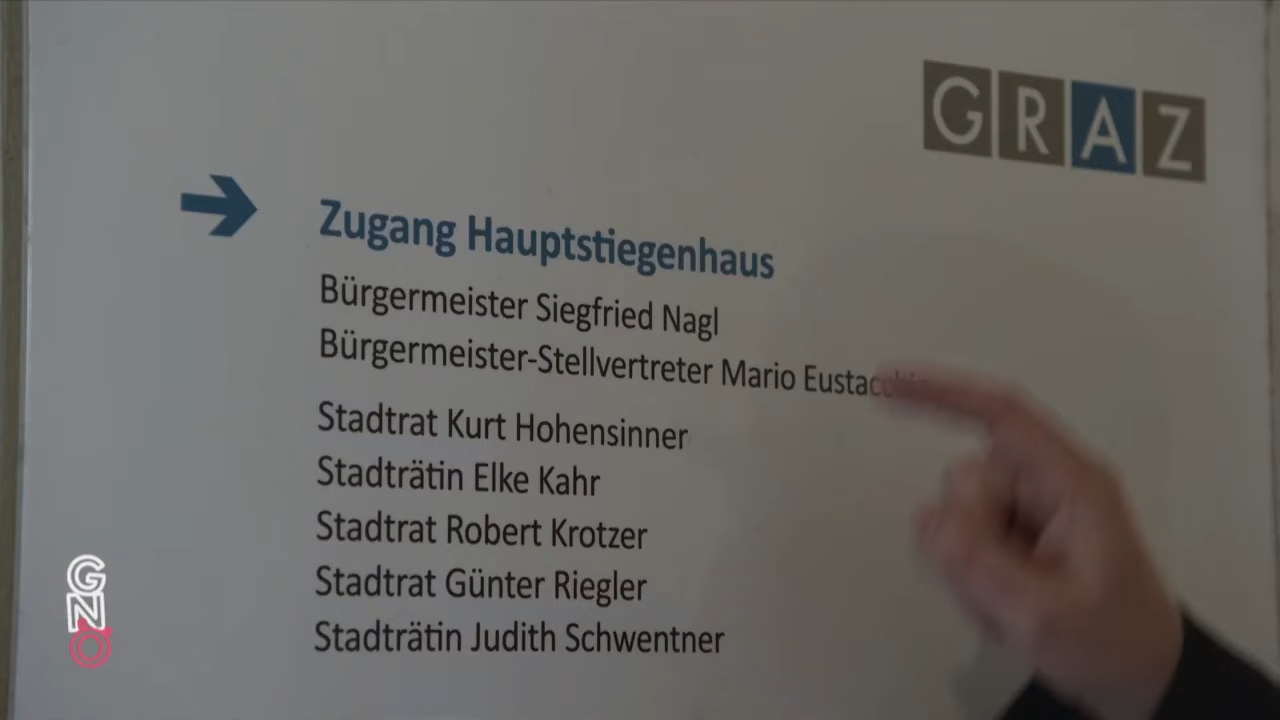 GRAZ
Zugang Hauptstiegenhaus
Bürgermeister Siegfried Nagl
Bürgermeister-Stellvertreter Mario
Stadtrat Kurt Hohensinner
Stadträtin Elke Kahr
Stadtrat Robert Krotzer
Stadtrat Günter Riegler
Stadträtin Judith Schwentner
GNO